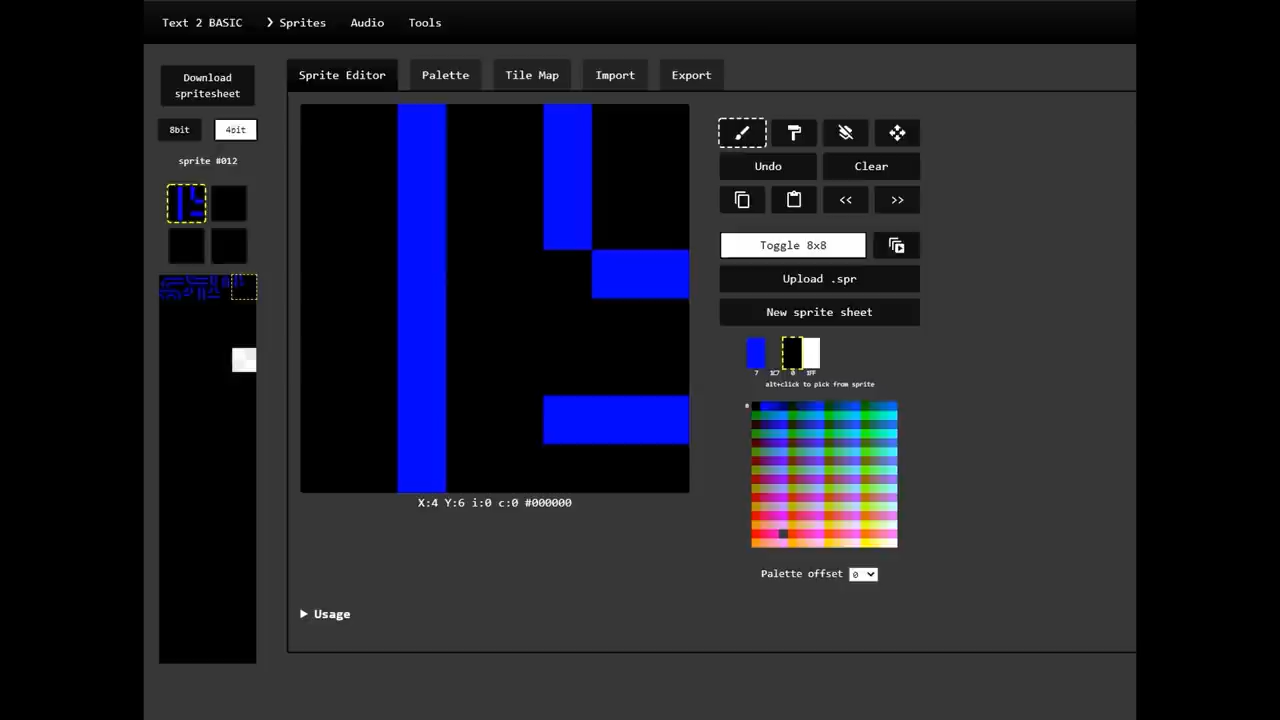 Text 2 BASIC
❯ Sprites
Audio
Tools
Download
spritesheet
8bit
4bit
sprite #012
Sprite Editor
Palette
Tile Map
Import
Export
Undo
Clear
<<
>>
Toggle 8x8
Upload .spr
New sprite sheet
7
0
alt+click to pick from sprite
X:4 Y:6 i:0 c:0 #000000
Palette offset
0
Usage